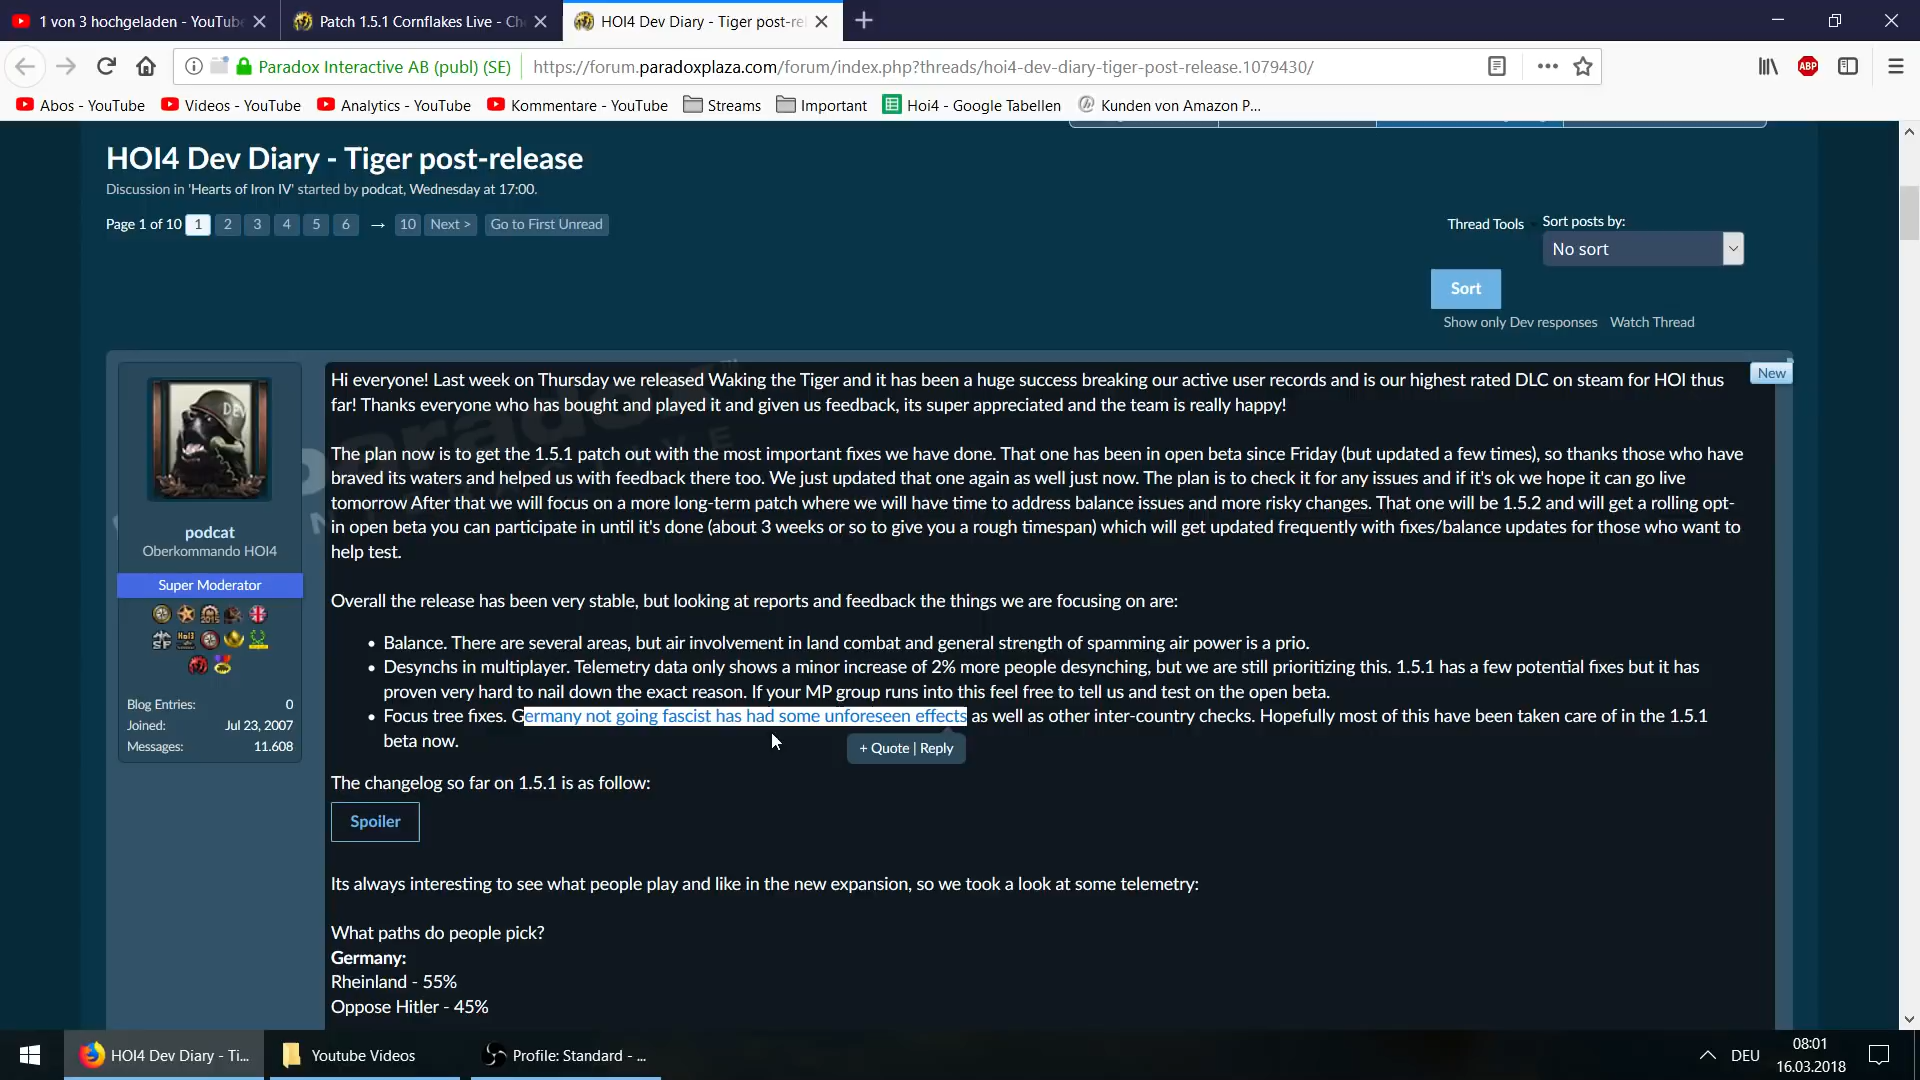 1 von 3 hochgeladen - YouTube
Patch 1.5.1 Cornflakes Live - Ch
HOI4 Dev Diary - Tiger post-rel
Paradox Interactive AB (publ) (SE)
https://forum.paradoxplaza.com/forum/index.php?threads/hoi4-dev-diary-tiger-post-release.1079430/
ABP
Abos - YouTube
Videos - YouTube
Analytics - YouTube
Kommentare - YouTube
Streams
Important
Hoi4 - Google Tabellen
Kunden von Amazon P...
HOI4 Dev Diary - Tiger post-release
Discussion in 'Hearts of Iron IV' started by podcat, Wednesday at 17:00.
Page 1 of 10 1 2 3 4 5 6 → 10 Next > Go to First Unread
Thread Tools
Sort posts by:
No sort
Sort
Show only Dev responses Watch Thread
New
Hi everyone! Last week on Thursday we released Waking the Tiger and it has been a huge success breaking our active user records and is our highest rated DLC on steam for HOI thus
far! Thanks everyone who has bought and played it and given us feedback, its super appreciated and the team is really happy!
The plan now is to get the 1.5.1 patch out with the most important fixes we have done. That one has been in open beta since Friday (but updated a few times), so thanks those who have
braved its waters and helped us with feedback there too. We just updated that one again as well just now. The plan is to check it for any issues and if it's ok we hope it can go live
tomorrow After that we will focus on a more long-term patch where we will have time to address balance issues and more risky changes. That one will be 1.5.2 and will get a rolling opt-
in open beta you can participate in until it's done (about 3 weeks or so to give you a rough timespan) which will get updated frequently with fixes/balance updates for those who want to
help test.
podcat
Oberkommando HOI4
Super Moderator
Blog Entries: 0
Joined: Jul 23, 2007
Messages: 11.608
Overall the release has been very stable, but looking at reports and feedback the things we are focusing on are:
• Balance. There are several areas, but air involvement in land combat and general strength of spamming air power is a prio.
• Desynchs in multiplayer. Telemetry data only shows a minor increase of 2% more people desynching, but we are still prioritizing this. 1.5.1 has a few potential fixes but it has
proven very hard to nail down the exact reason. If your MP group runs into this feel free to tell us and test on the open beta.
• Focus tree fixes. Germany not going fascist has had some unforeseen effects as well as other inter-country checks. Hopefully most of this have been taken care of in the 1.5.1
beta now.
+ Quote | Reply
The changelog so far on 1.5.1 is as follow:
Spoiler
Its always interesting to see what people play and like in the new expansion, so we took a look at some telemetry:
What paths do people pick?
Germany:
Rheinland - 55%
Oppose Hitler - 45%
HOI4 Dev Diary - Ti...
Youtube Videos
Profile: Standard - ...
DEU
08:01
16.03.2018